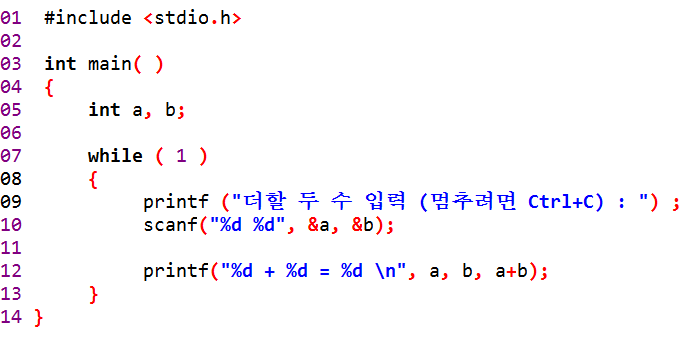 01 #include <stdio.h>
02
03 int main( )
04 {
05 int a, b;
06
07 while ( 1 )
08 {
09 printf ("더할 두 수 입력 (멈추려면 Ctrl+C) : ") ;
10 scanf("%d %d", &a, &b);
11
12 printf("%d + %d = %d \n", a, b, a+b);
13 }
14 }